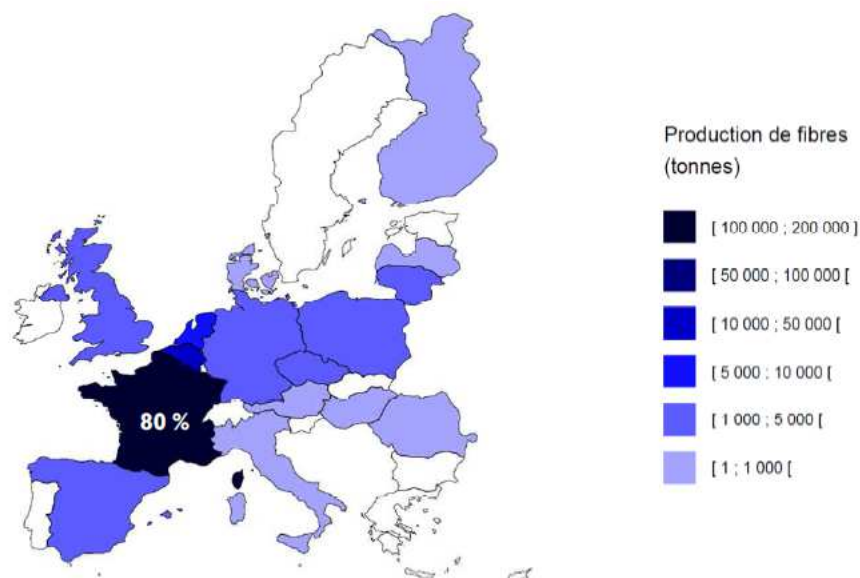 Production de fibres
(tonnes)
[ 100 000 ; 200 000 ]
[ 50 000 ; 100 000 [
[ 10 000 ; 50 000 [
[ 5 000 ; 10 000 [
[ 1 000 ; 5 000 [
[ 1 ; 1 000 [
80 %